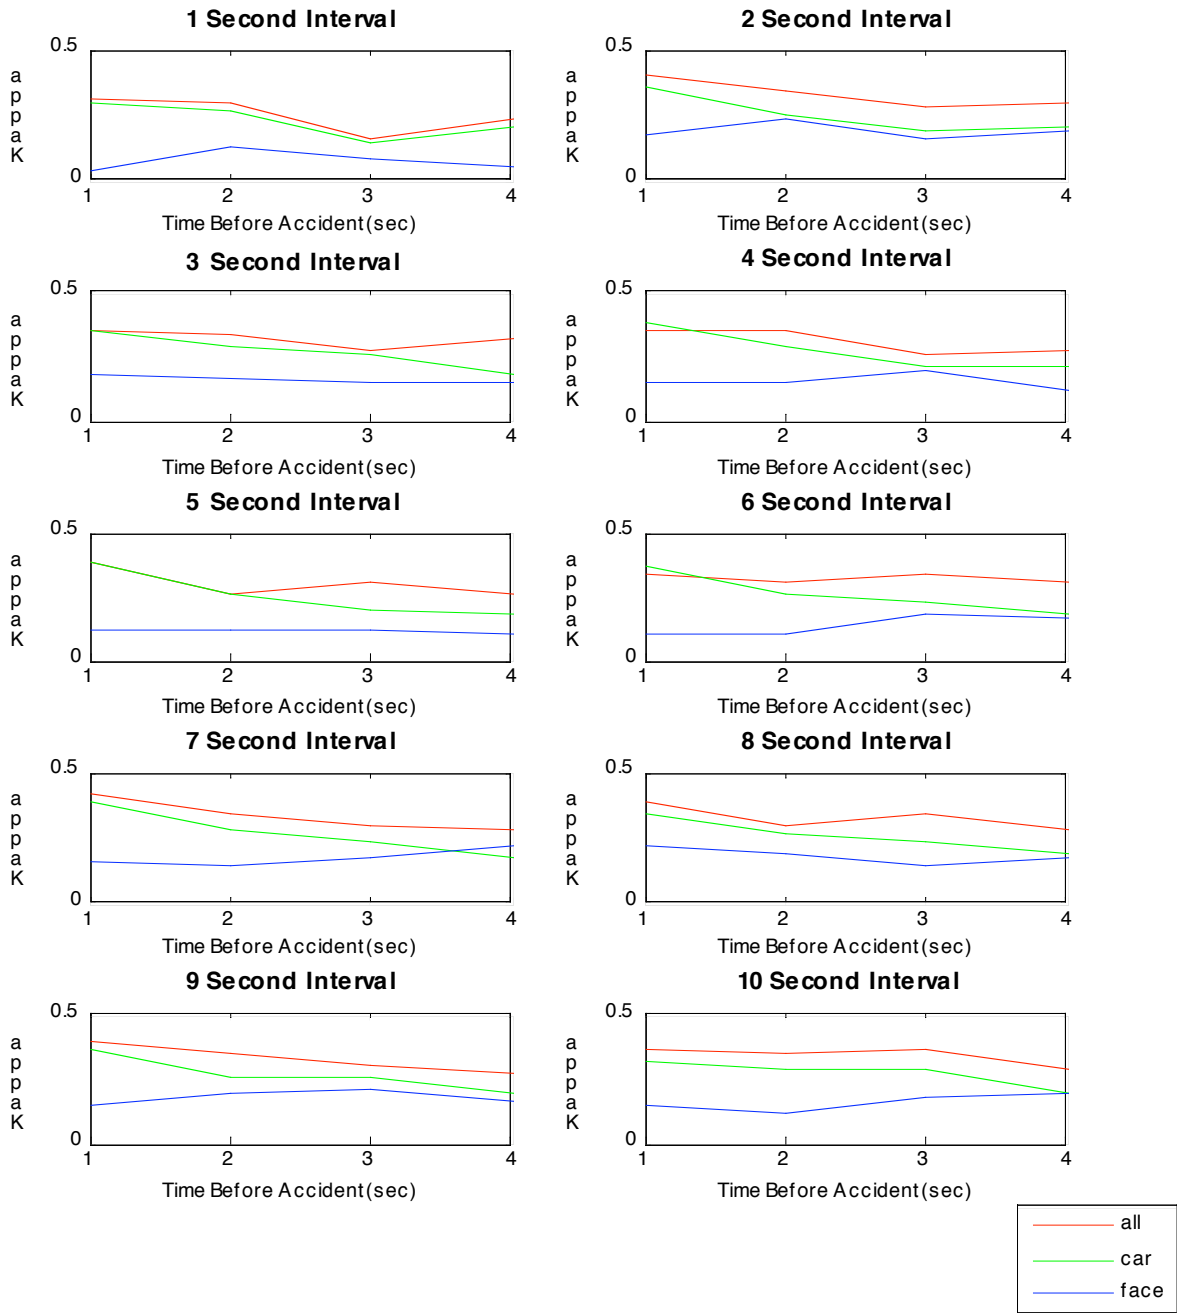 1 Second Interval
0.5
a
p
p
a
K
0
1 2 3 4
Time Before Accident(sec)
2 Second Interval
0.5
a
p
p
a
K
0
1 2 3 4
Time Before Accident(sec)
3 Second Interval
0.5
a
p
p
a
K
0
1 2 3 4
Time Before Accident(sec)
4 Second Interval
0.5
a
p
p
a
K
0
1 2 3 4
Time Before Accident(sec)
5 Second Interval
0.5
a
p
p
a
K
0
1 2 3 4
Time Before Accident(sec)
6 Second Interval
0.5
a
p
p
a
K
0
1 2 3 4
Time Before Accident(sec)
7 Second Interval
0.5
a
p
p
a
K
0
1 2 3 4
Time Before Accident(sec)
8 Second Interval
0.5
a
p
p
a
K
0
1 2 3 4
Time Before Accident(sec)
9 Second Interval
0.5
a
p
p
a
K
0
1 2 3 4
Time Before Accident(sec)
10 Second Interval
0.5
a
p
p
a
K
0
1 2 3 4
Time Before Accident(sec)
all
car
face